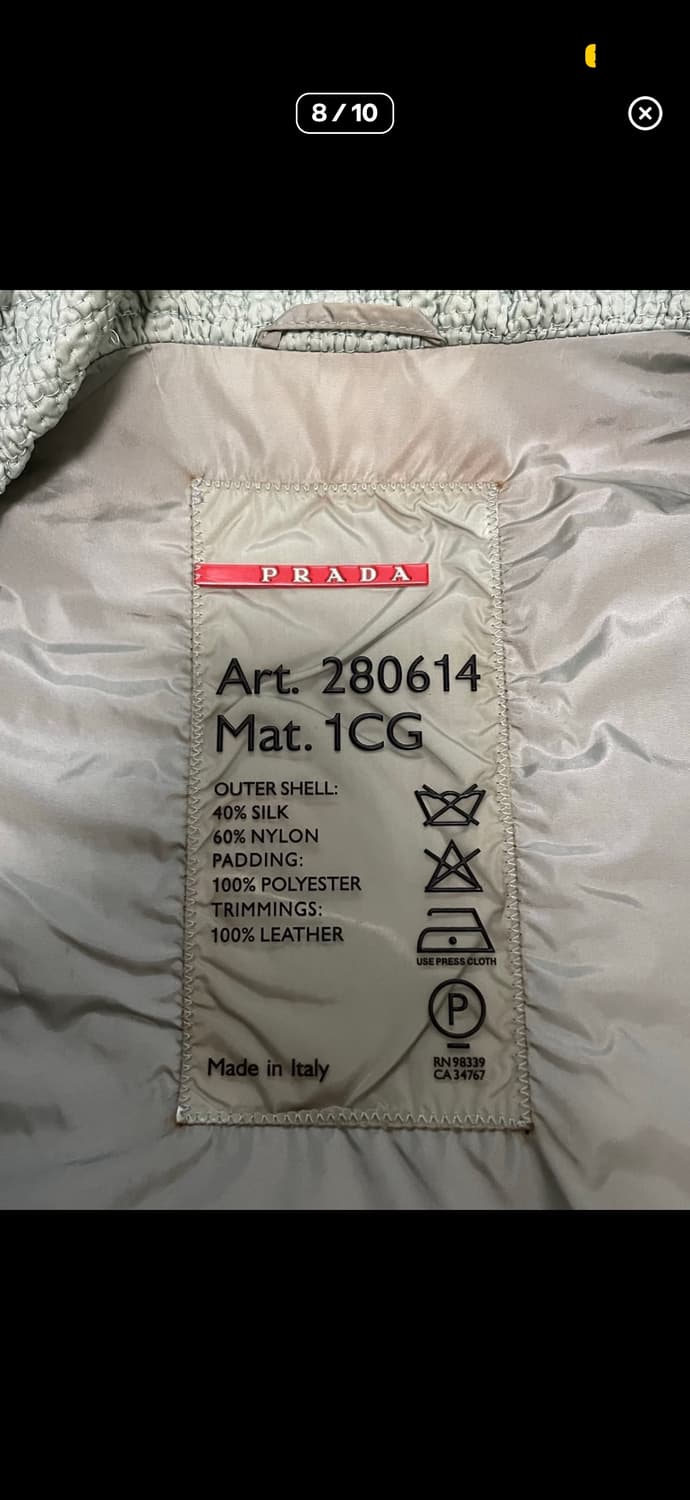 8 / 10
PRADA
Art. 280614
Mat. 1CG
OUTER SHELL:
40% SILK
60% NYLON
PADDING:
100% POLYESTER
TRIMMINGS:
100% LEATHER
USE PRESS CLOTH
P
Made in Italy
RN 98339
CA 34767